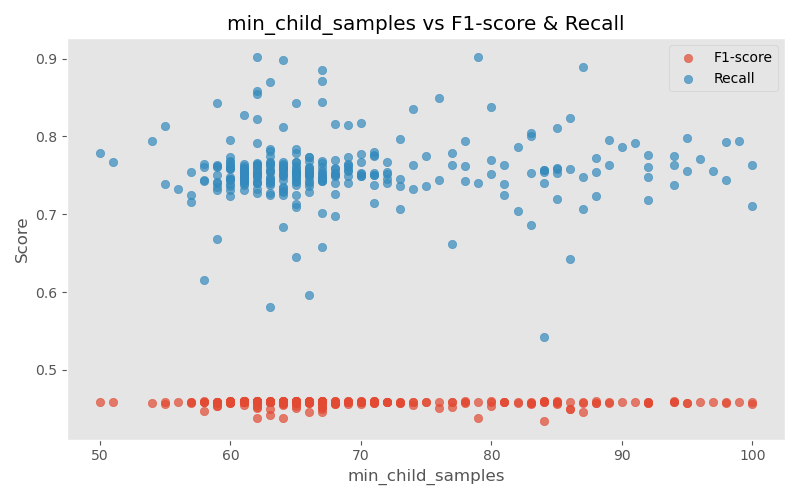 min_child_samples vs F1-score & Recall
F1-score
Recall
Score
0.9
0.8
0.7
0.6
0.5
50
60
70
80
90
100
min_child_samples